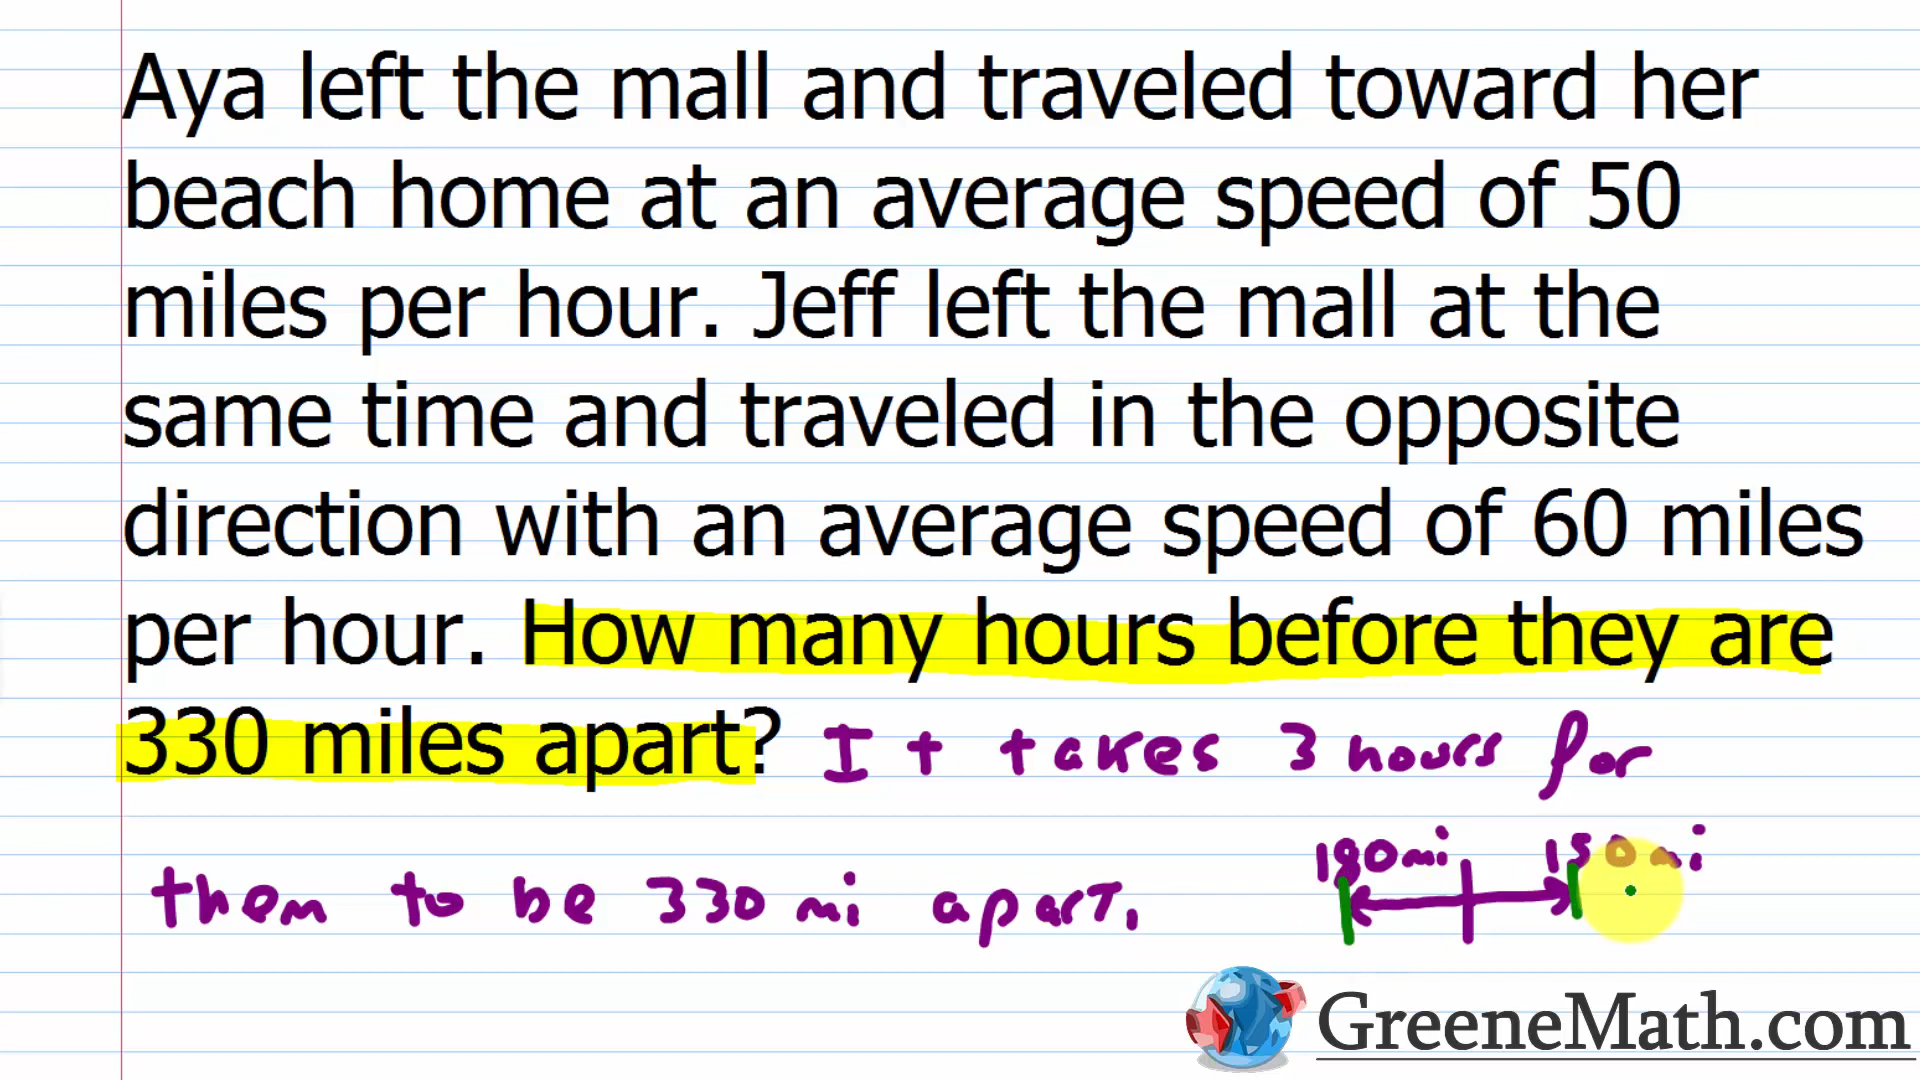 Aya left the mall and traveled toward her
beach home at an average speed of 50
miles per hour. Jeff left the mall at the
same time and traveled in the opposite
direction with an average speed of 60 miles
per hour. How many hours before they are
330 miles apart? It takes 3 hours for
180mi 150mi
them to be 330 mi apart.
GreeneMath.com